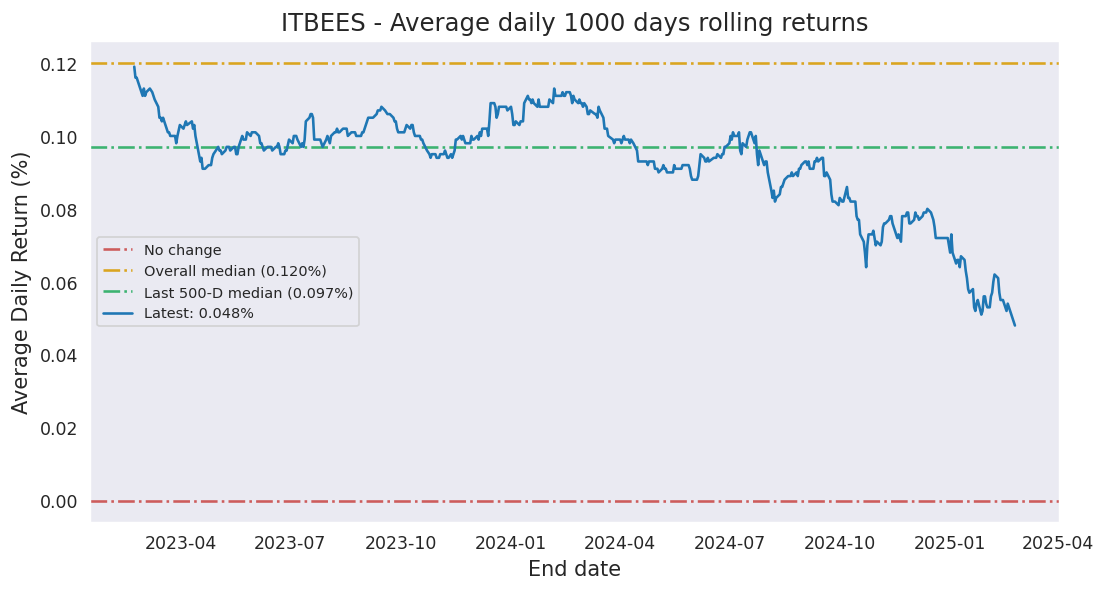 ITBEES - Average daily 1000 days rolling returns
Average Daily Return (%)
0.12
0.10
0.08
0.06
0.04
0.02
0.00
No change
Overall median (0.120%)
Last 500-D median (0.097%)
Latest: 0.048%
2023-04 2023-07 2023-10 2024-01 2024-04 2024-07 2024-10 2025-01 2025-04
End date